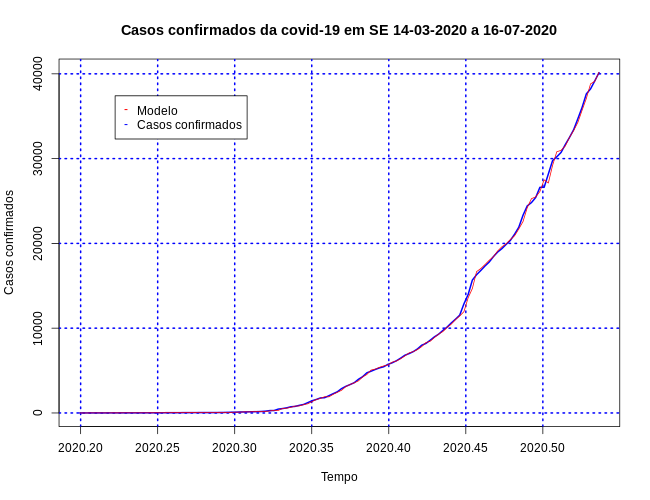 Casos confirmados da covid-19 em SE 14-03-2020 a 16-07-2020
Casos confirmados
40000
30000
20000
10000
0
- Modelo
- Casos confirmados
2020.20 2020.25 2020.30 2020.35 2020.40 2020.45 2020.50
Tempo